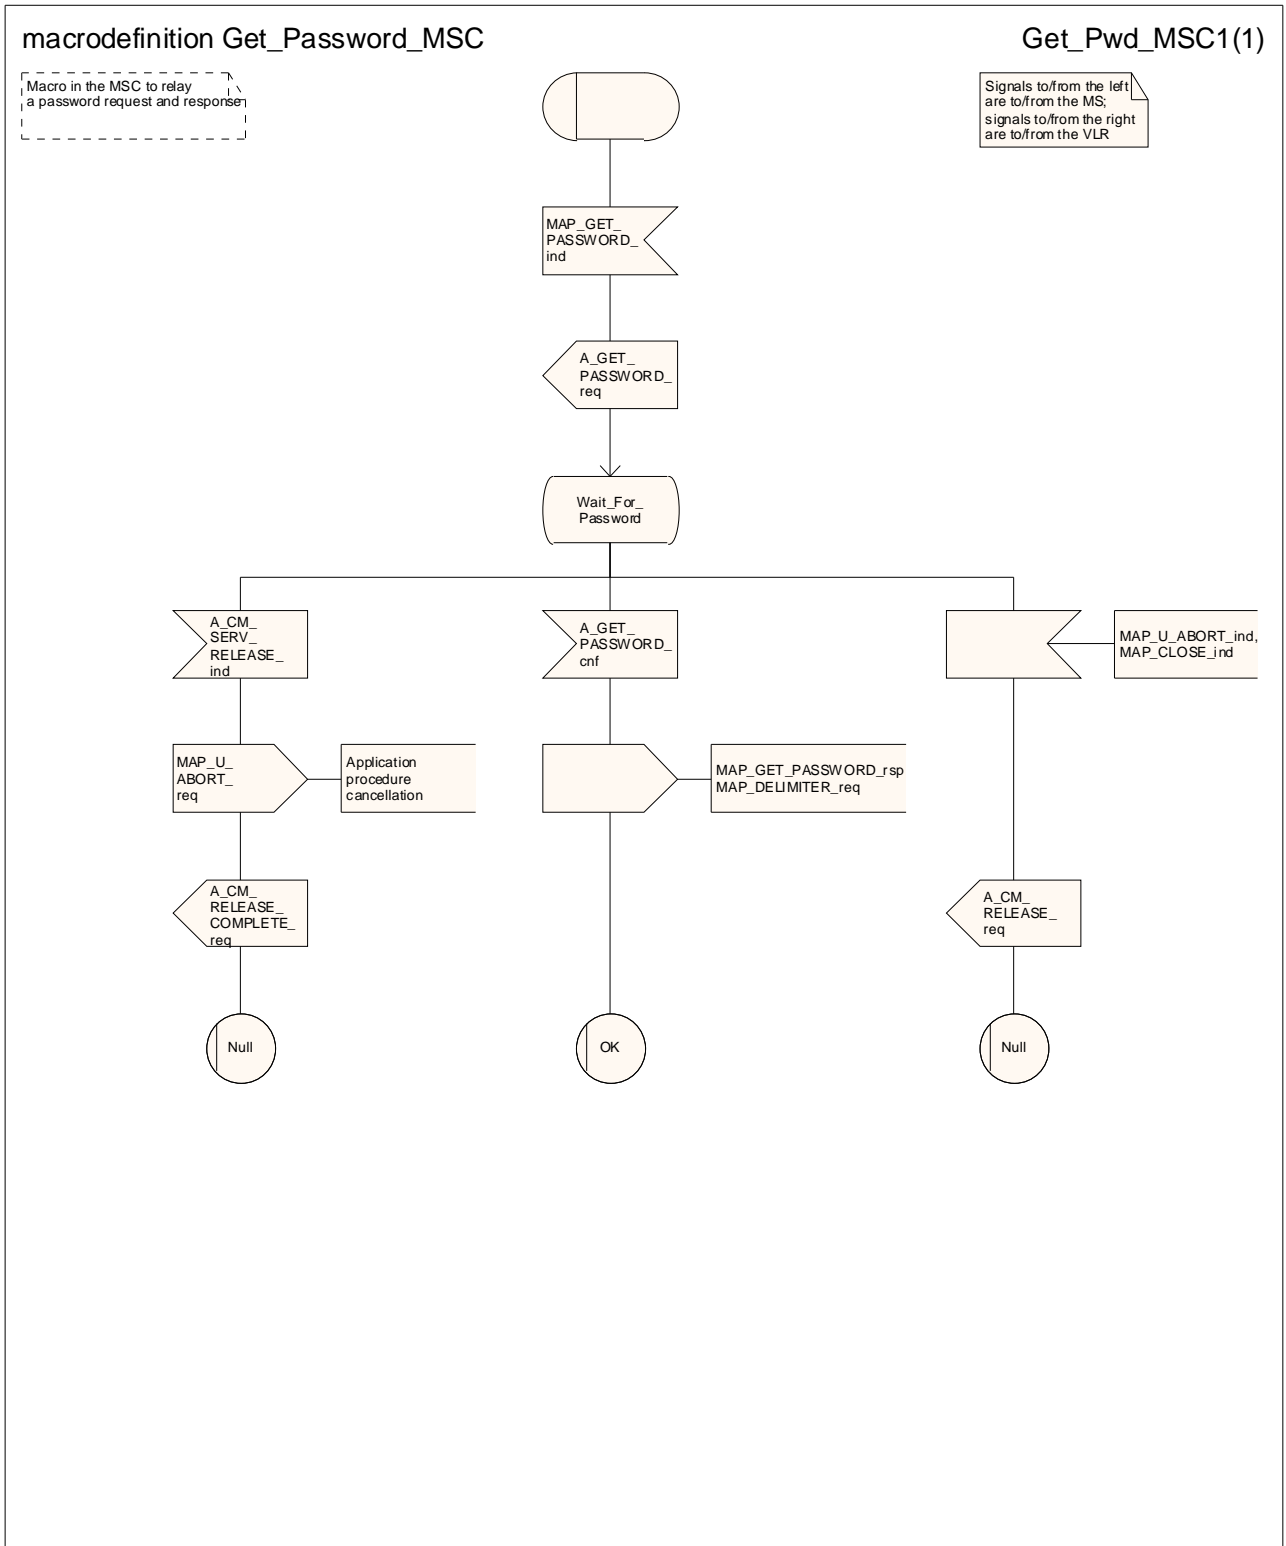 macrodefinition Get_Password_MSC
Get_Pwd_MSC1(1)
Macro in the MSC to relay
a password request and response
Signals to/from the left
are to/from the MS;
signals to/from the right
are to/from the VLR
MAP_GET_
PASSWORD_
ind
A_GET_
PASSWORD_
req
Wait_For_
Password
A_CM_
SERV_
RELEASE_
ind
A_GET_
PASSWORD_
cnf
MAP_U_ABORT_ind,
MAP_CLOSE_ind
MAP_U_
ABORT_
req
Application
procedure
cancellation
MAP_GET_PASSWORD_rsp
MAP_DELIMITER_req
A_CM_
RELEASE_
COMPLETE_
req
A_CM_
RELEASE_
req
Null
OK
Null